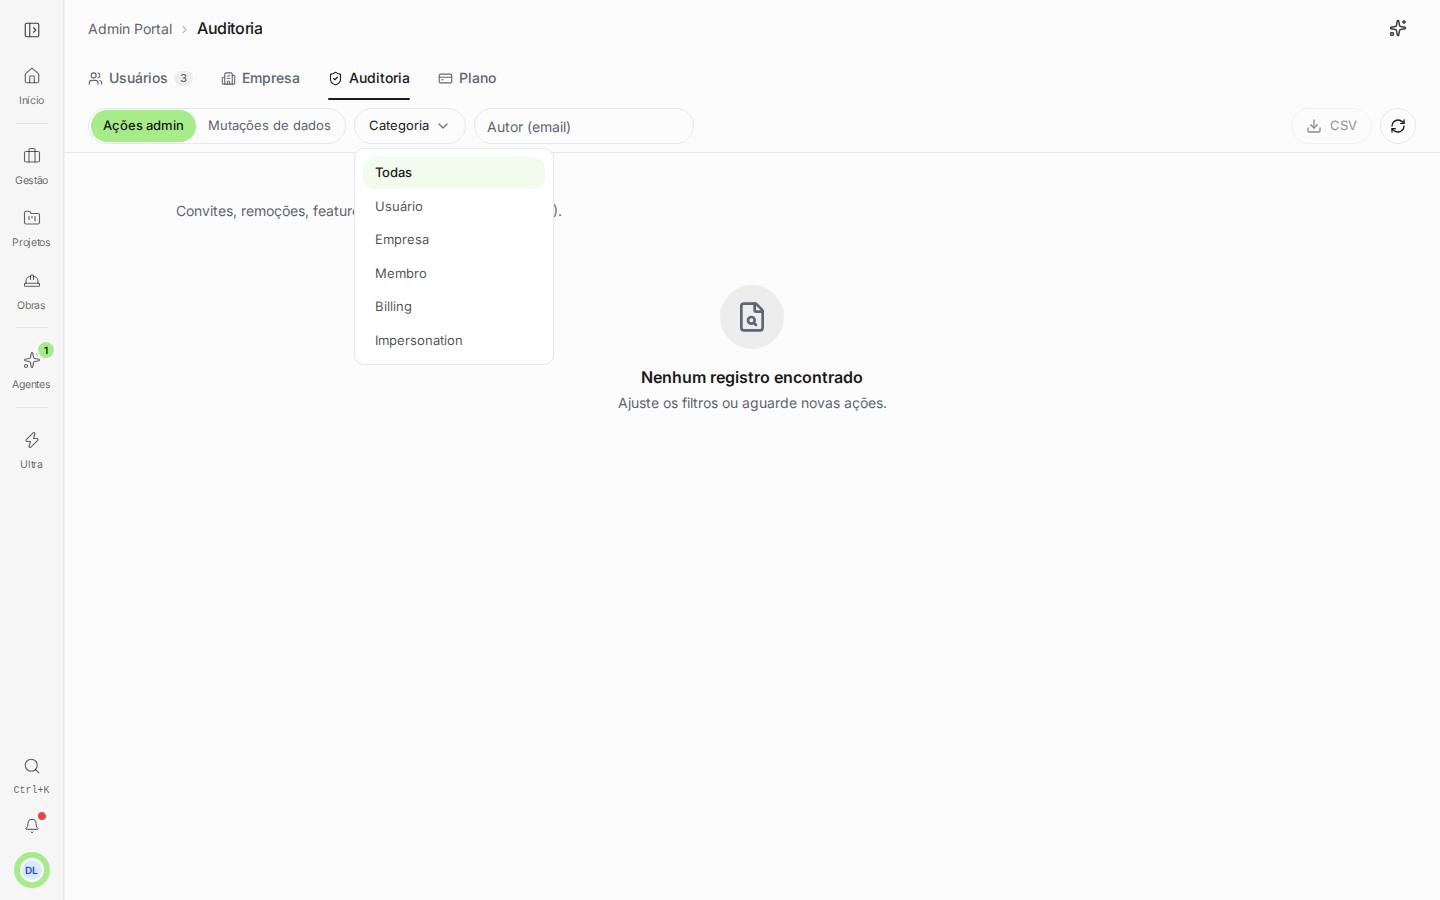 Admin Portal > Auditoria
Início
Gestão
Projetos
Obras
1
Agentes
Ultra
Ctrl+K
DL
Usuários 3 Empresa Auditoria Plano
Ações admin Mutações de dados Categoria Autor (email) CSV
Todas
Usuário
Empresa
Membro
Billing
Impersonation
Convites, remoções, ).
Nenhum registro encontrado
Ajuste os filtros ou aguarde novas ações.